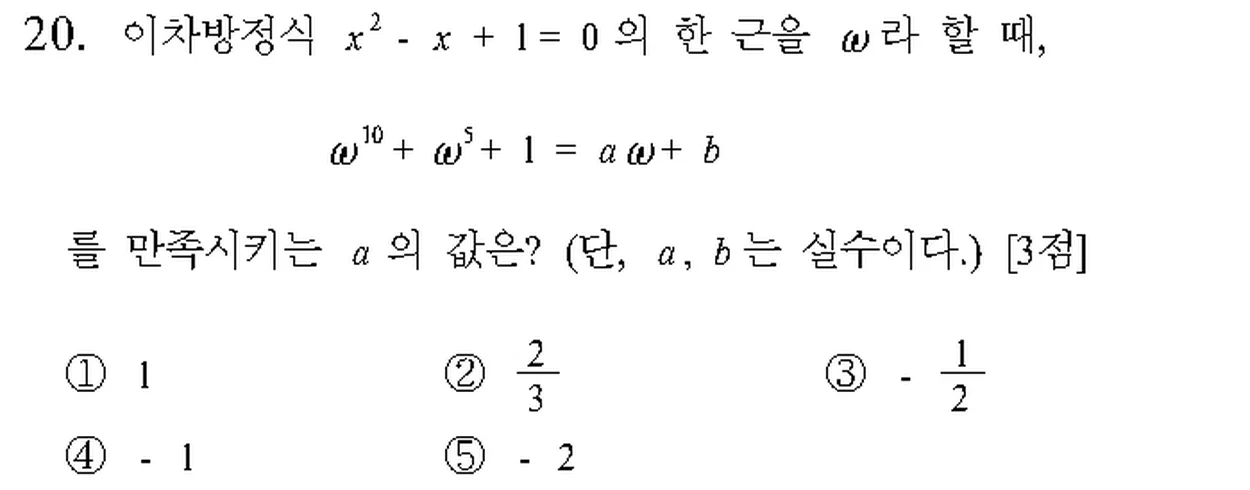 20. 이차방정식 x² - x + 1 = 0 의 한 근을 ω라 할 때,
ω¹⁰ + ω⁵ + 1 = aω + b
를 만족시키는 a 의 값은? (단, a, b는 실수이다.) [3점]
① 1 ② 2/3 ③ - 1/2
④ - 1 ⑤ - 2